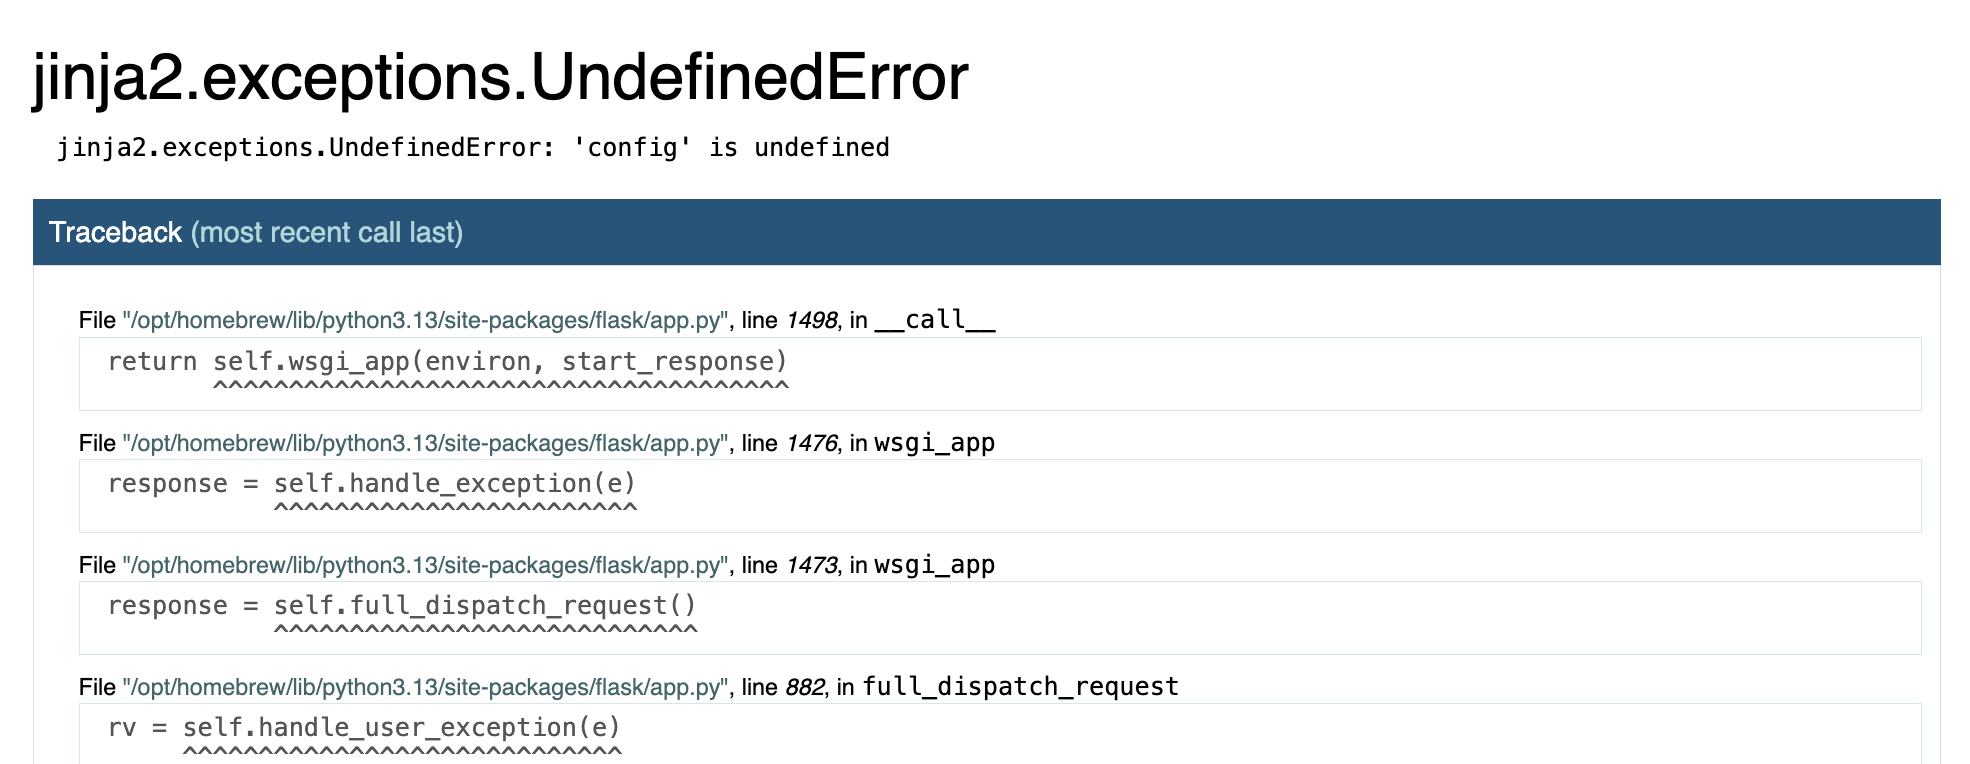 jinja2.exceptions.UndefinedError
jinja2.exceptions.UndefinedError: 'config' is undefined
Traceback (most recent call last)
File "/opt/homebrew/lib/python3.13/site-packages/flask/app.py", line 1498, in __call__
return self.wsgi_app(environ, start_response)
^^^^^^^^^^^^^^^^^^^^^^^^^^^^^^^^^^^^^^
File "/opt/homebrew/lib/python3.13/site-packages/flask/app.py", line 1476, in wsgi_app
response = self.handle_exception(e)
^^^^^^^^^^^^^^^^^^^^^^^^
File "/opt/homebrew/lib/python3.13/site-packages/flask/app.py", line 1473, in wsgi_app
response = self.full_dispatch_request()
^^^^^^^^^^^^^^^^^^^^^^^^^^^^
File "/opt/homebrew/lib/python3.13/site-packages/flask/app.py", line 882, in full_dispatch_request
rv = self.handle_user_exception(e)
^^^^^^^^^^^^^^^^^^^^^^^^^^^^^